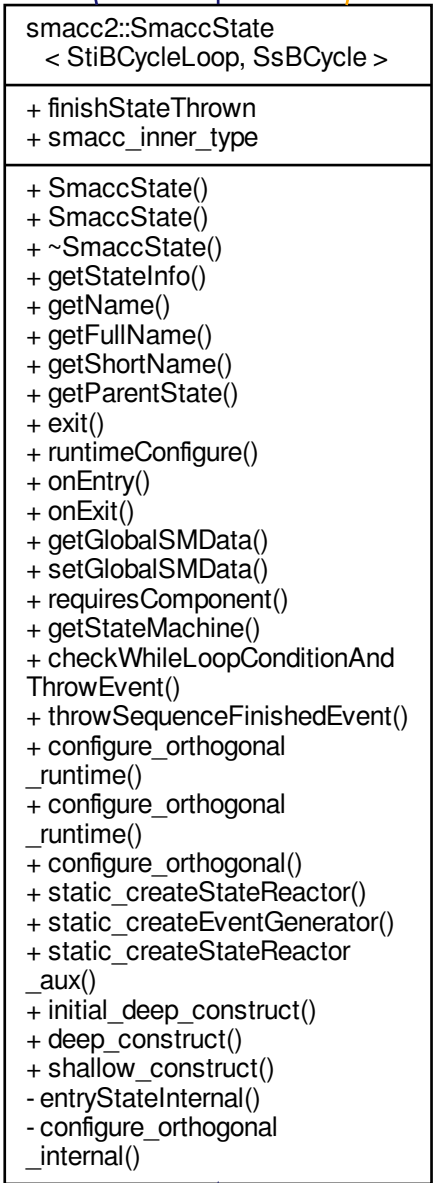 smacc2::SmaccState
< StiBCycleLoop, SsBCycle >
+ finishStateThrown
+ smacc_inner_type
+ SmaccState()
+ SmaccState()
+ ~SmaccState()
+ getStateInfo()
+ getName()
+ getFullName()
+ getShortName()
+ getParentState()
+ exit()
+ runtimeConfigure()
+ onEntry()
+ onExit()
+ getGlobalSMData()
+ setGlobalSMData()
+ requiresComponent()
+ getStateMachine()
+ checkWhileLoopConditionAnd
ThrowEvent()
+ throwSequenceFinishedEvent()
+ configure_orthogonal
_runtime()
+ configure_orthogonal
_runtime()
+ configure_orthogonal()
+ static_createStateReactor()
+ static_createEventGenerator()
+ static_createStateReactor
_aux()
+ initial_deep_construct()
+ deep_construct()
+ shallow_construct()
- entryStateInternal()
- configure_orthogonal
_internal()